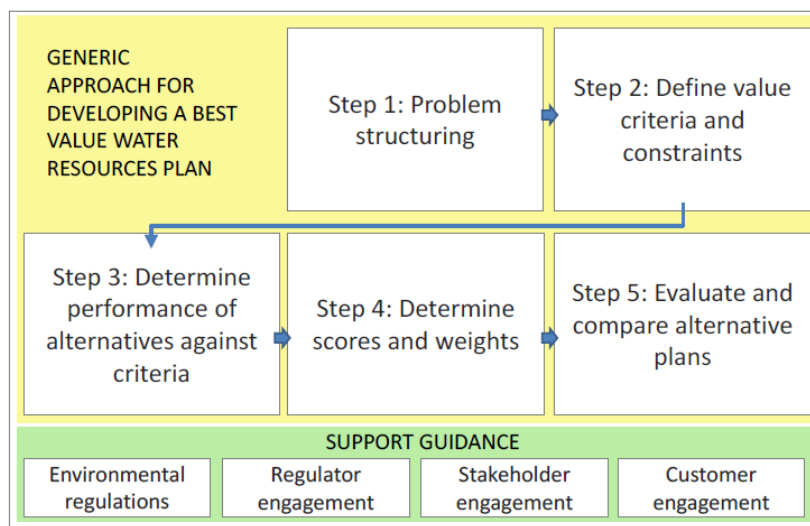 GENERIC
APPROACH FOR
DEVELOPING A BEST
VALUE WATER
RESOURCES PLAN
Step 1: Problem
structuring
Step 2: Define value
criteria and
constraints
Step 3: Determine
performance of
alternatives against
criteria
Step 4: Determine
scores and weights
Step 5: Evaluate and
compare alternative
plans
SUPPORT GUIDANCE
Environmental
regulations
Regulator
engagement
Stakeholder
engagement
Customer
engagement